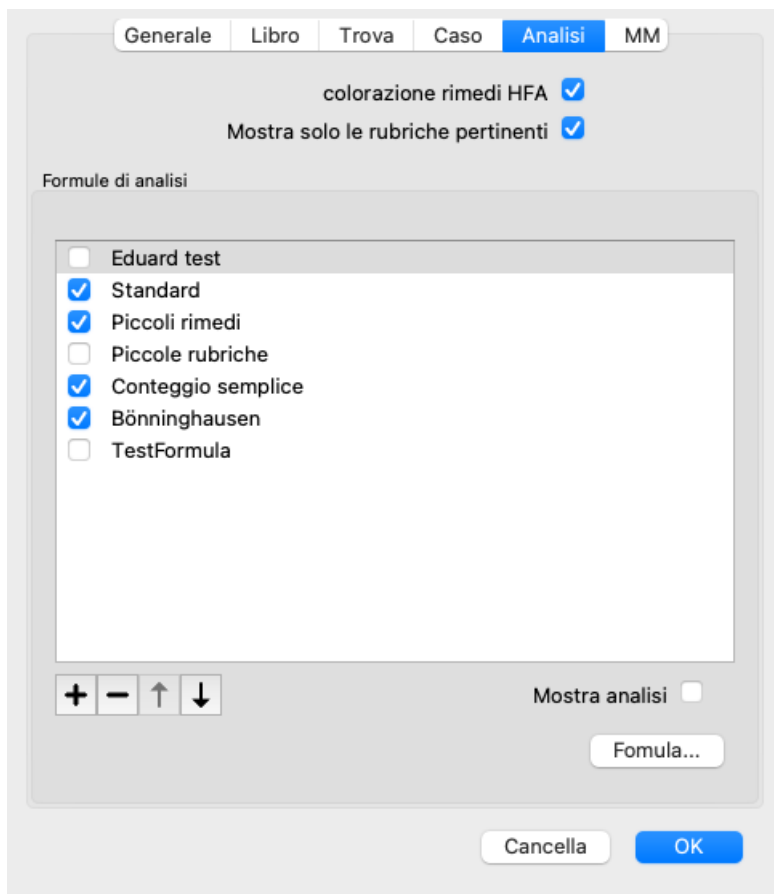 Generale Libro Trova Caso Analisi MM
colorazione rimedi HFA
Mostra solo le rubriche pertinenti
Formule di analisi
Eduard test
Standard
Piccoli rimedi
Piccole rubriche
Conteggio semplice
Bönninghausen
TestFormula
Mostra analisi
Fomula...
Cancella OK